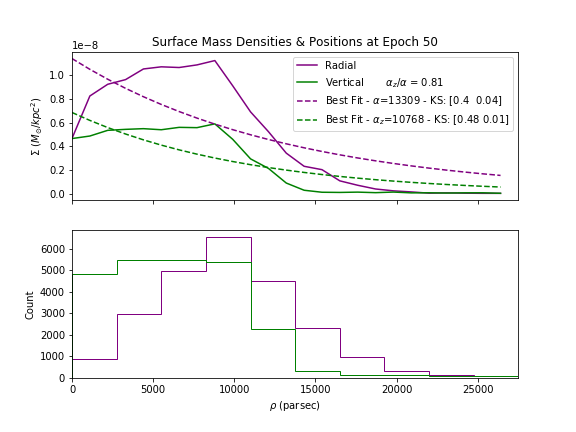 Surface Mass Densities & Positions at Epoch 50
1e−8
Σ (M⊙/kpc²)
1.0
0.8
0.6
0.4
0.2
0.0
Radial
Vertical α_z/α = 0.81
Best Fit - α=13309 - KS: [0.4 0.04]
Best Fit - α_z=10768 - KS: [0.48 0.01]
Count
6000
5000
4000
3000
2000
1000
0
0 5000 10000 15000 20000 25000
ρ (parsec)